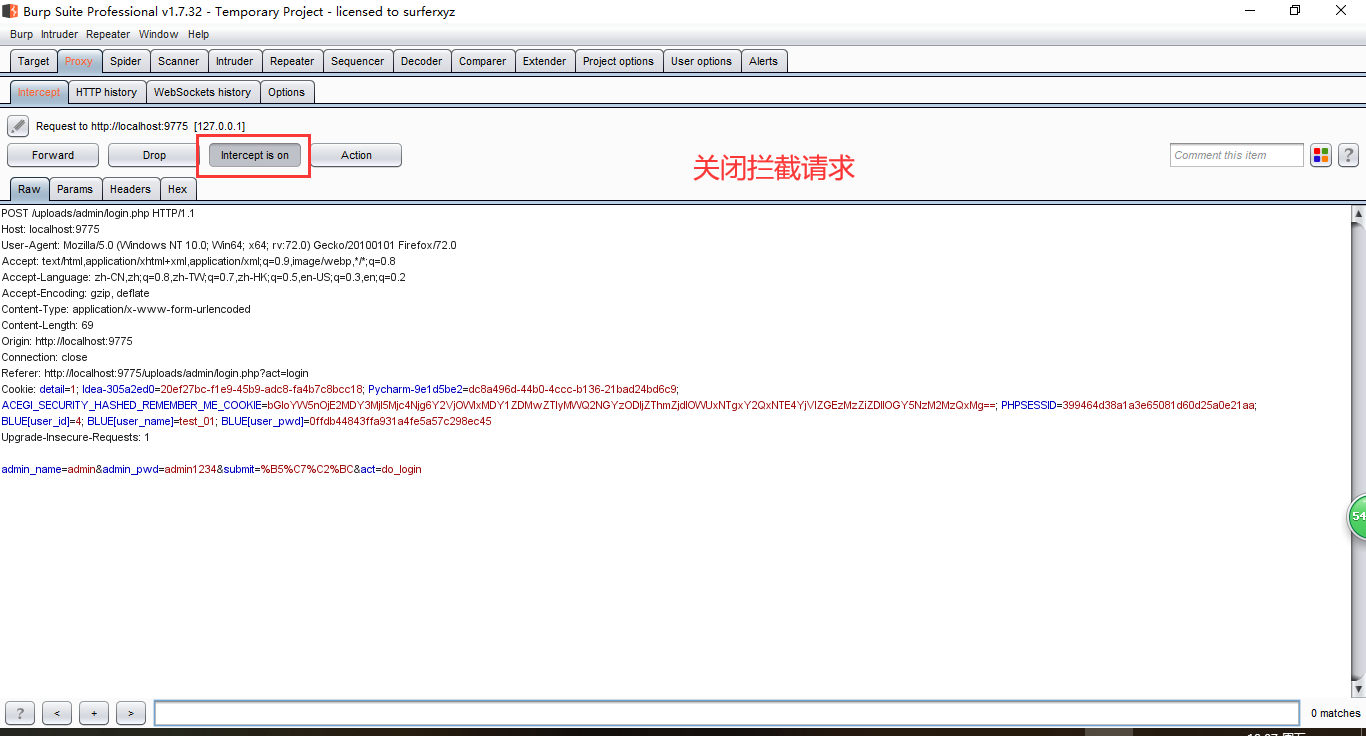 Burp Suite Professional v1.7.32 - Temporary Project - licensed to surferxyz
Burp Intruder Repeater Window Help
Target Proxy Spider Scanner Intruder Repeater Sequencer Decoder Comparer Extender Project options User options Alerts
Intercept HTTP history WebSockets history Options
Request to http://localhost:9775 [127.0.0.1]
Forward Drop Intercept is on Action Comment this item ?
关闭拦截请求
Raw Params Headers Hex
POST /uploads/admin/login.php HTTP/1.1
Host: localhost:9775
User-Agent: Mozilla/5.0 (Windows NT 10.0; Win64; x64; rv:72.0) Gecko/20100101 Firefox/72.0
Accept: text/html,application/xhtml+xml,application/xml;q=0.9,image/webp,*/*;q=0.8
Accept-Language: zh-CN,zh;q=0.8,zh-TW;q=0.7,zh-HK;q=0.5,en-US;q=0.3,en;q=0.2
Accept-Encoding: gzip, deflate
Content-Type: application/x-www-form-urlencoded
Content-Length: 69
Origin: http://localhost:9775
Connection: close
Referer: http://localhost:9775/uploads/admin/login.php?act=login
Cookie: detail=1; Idea-305a2ed0=20ef27bc-f1e9-45b9-adc8-fa4b7c8bcc18; Pycharm-9e1d5be2=dc8a496d-44b0-4ccc-b136-21bad24bd6c9;
ACEGI_SECURITY_HASHED_REMEMBER_ME_COOKIE= PHPSESSID=399464d38a1a3e65081d60d25a0e21aa;
BLUE[user_id]=4; BLUE[user_name]=test_01; BLUE[user_pwd]=0ffdb44843ffa931a4fe5a57c298ec45
Upgrade-Insecure-Requests: 1
admin_name=admin&admin_pwd=admin1234&submit=%B5%C7%C2%BC&act=do_login
54
? < + > 0 matches